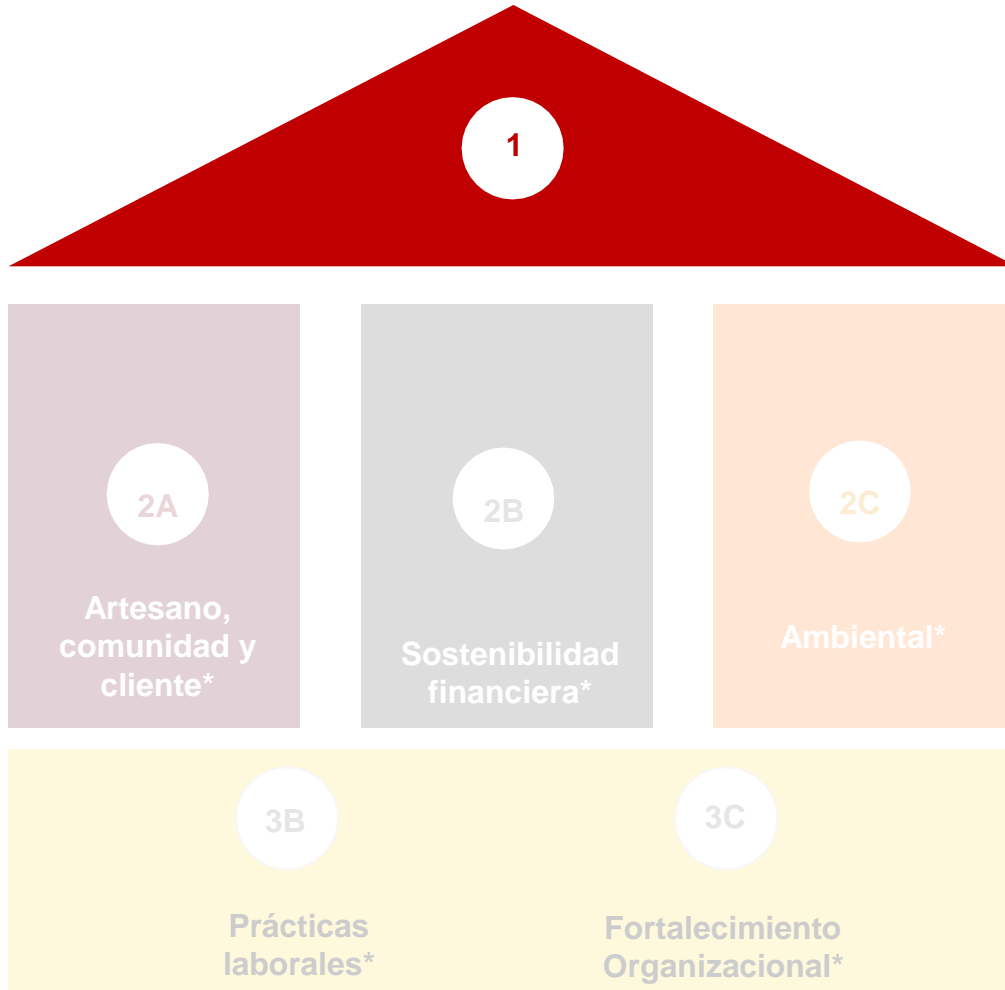 1
2A
Artesano,
comunidad y
cliente*
2B
Sostenibilidad
financiera*
2C
Ambiental*
3B
Prácticas
laborales*
3C
Fortalecimiento
Organizacional*